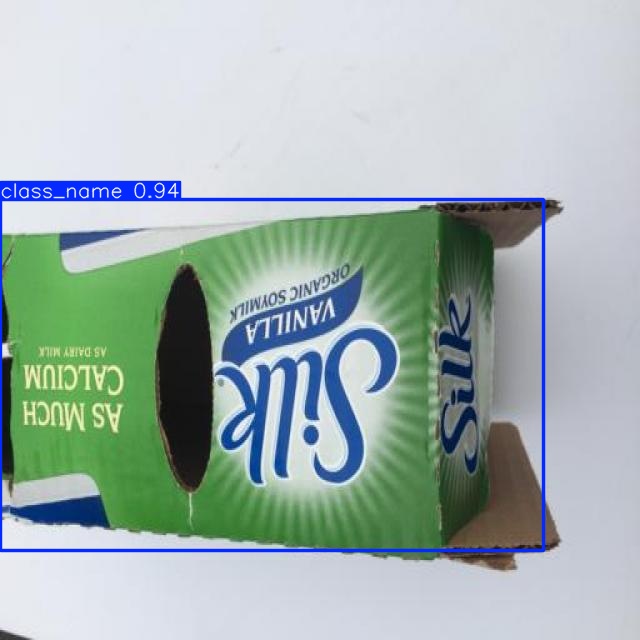 class_name 0.94
Silk
VANILLA
ORGANIC SOYMILK
Silk
AS MUCH
CALCIUM
AS DAIRY MILK